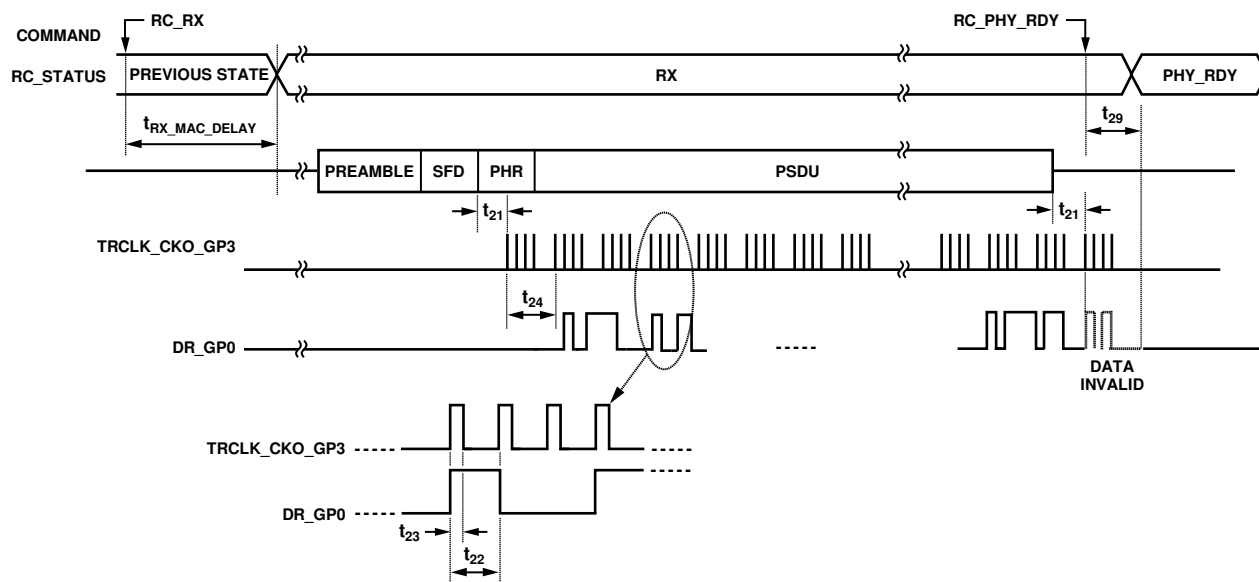 RC_RX
RC_PHY_RDY
COMMAND
RC_STATUS
PREVIOUS STATE
RX
PHY_RDY
tRX_MAC_DELAY
t29
PREAMBLE
SFD
PHR
PSDU
t21
t21
TRCLK_CKO_GP3
t24
DR_GP0
DATA
INVALID
TRCLK_CKO_GP3
DR_GP0
t23
t22